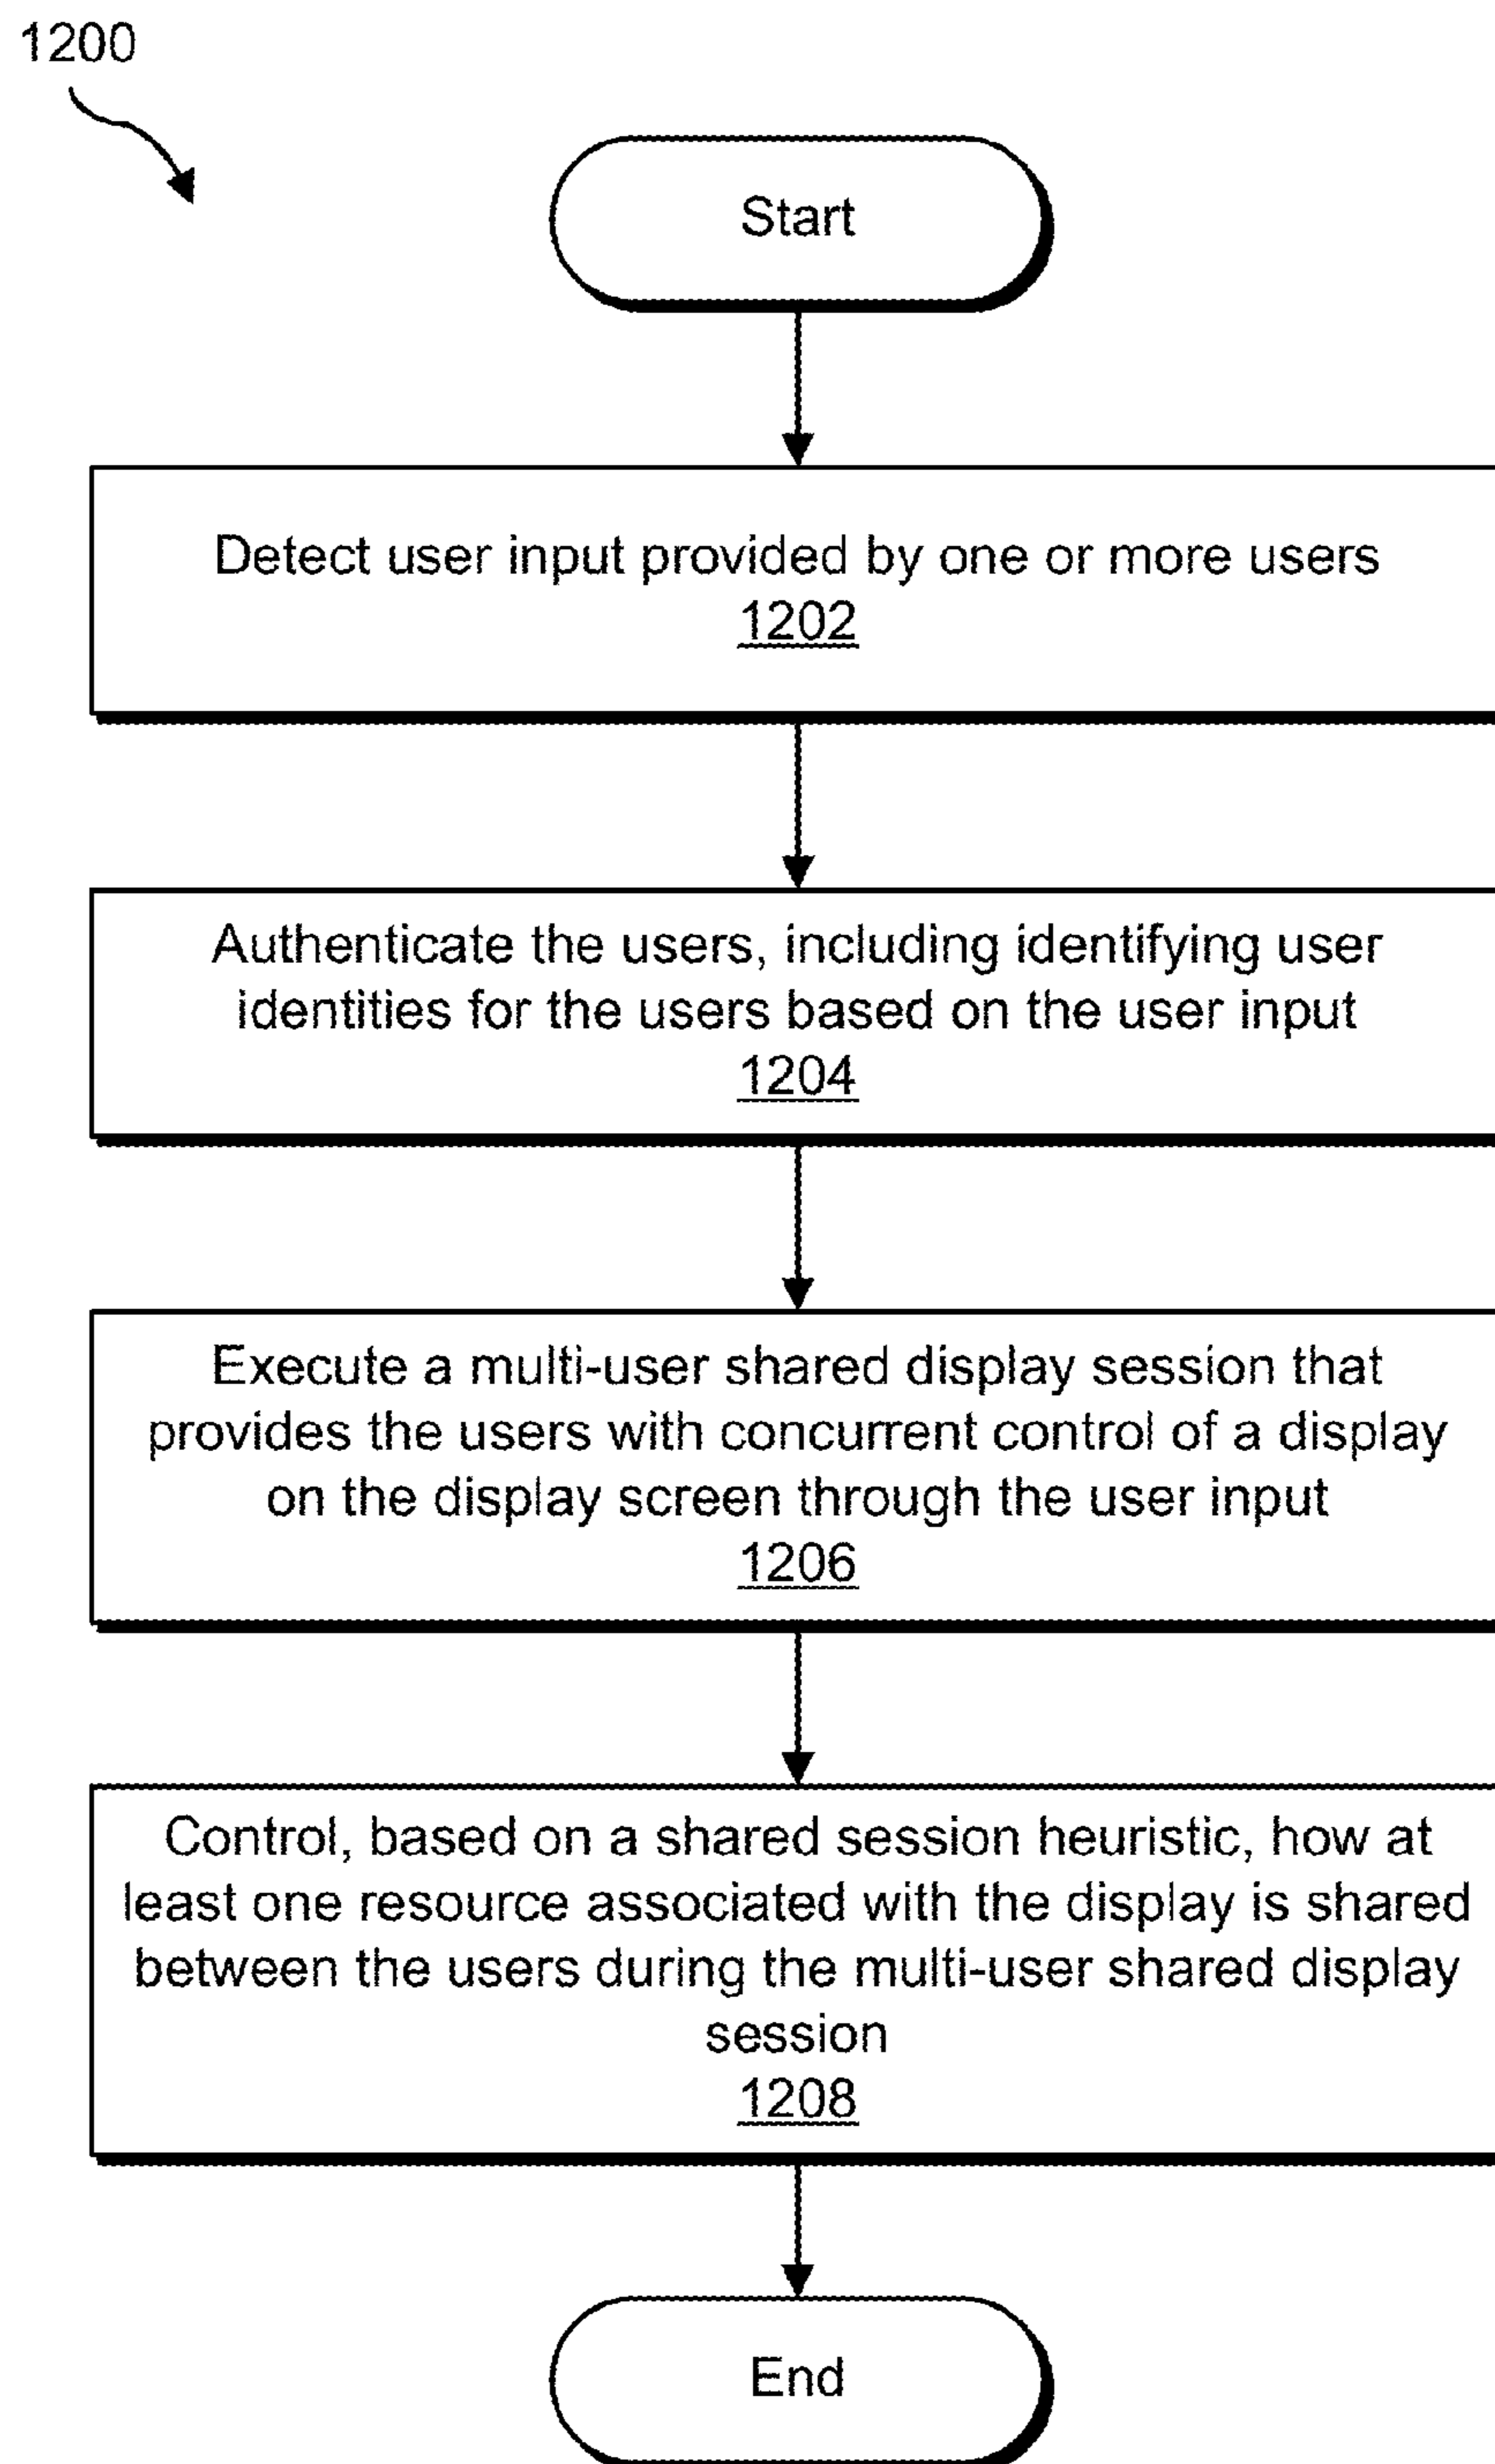 1200
Start
Detect user input provided by one or more users
1202
Authenticate the users, including identifying user
identities for the users based on the user input
1204
Execute a multi-user shared display session that
provides the users with concurrent control of a display
on the display screen through the user input
1206
Control, based on a shared session heuristic, how at
least one resource associated with the display is shared
between the users during the multi-user shared display
session
1208
End